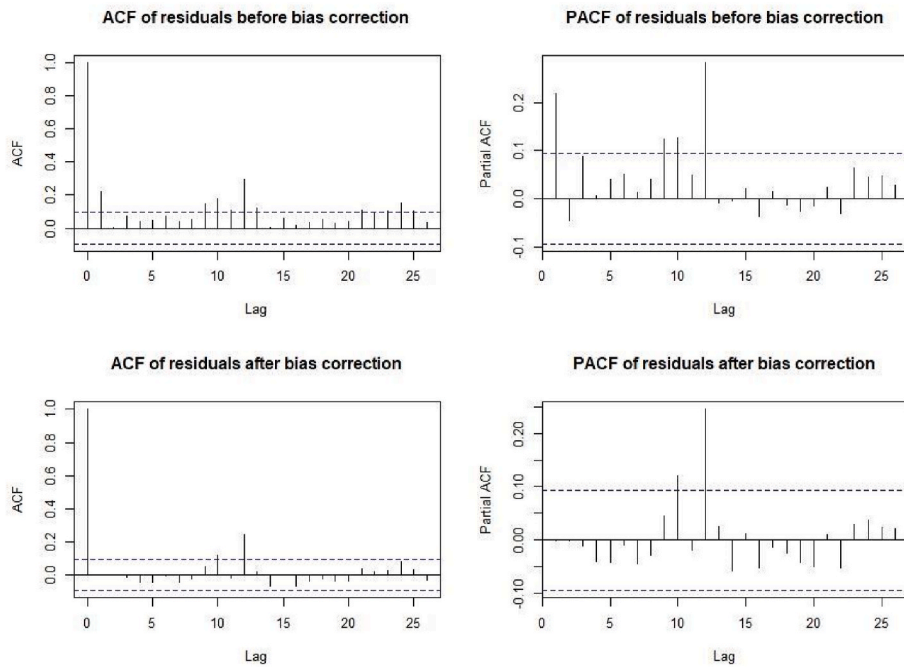 ACF of residuals before bias correction
ACF
0.0 0.2 0.4 0.6 0.8 1.0
0 5 10 15 20 25
Lag
PACF of residuals before bias correction
Partial ACF
-0.1 0.0 0.1 0.2
0 5 10 15 20 25
Lag
ACF of residuals after bias correction
ACF
0.0 0.2 0.4 0.6 0.8 1.0
0 5 10 15 20 25
Lag
PACF of residuals after bias correction
Partial ACF
-0.10 0.00 0.10 0.20
0 5 10 15 20 25
Lag